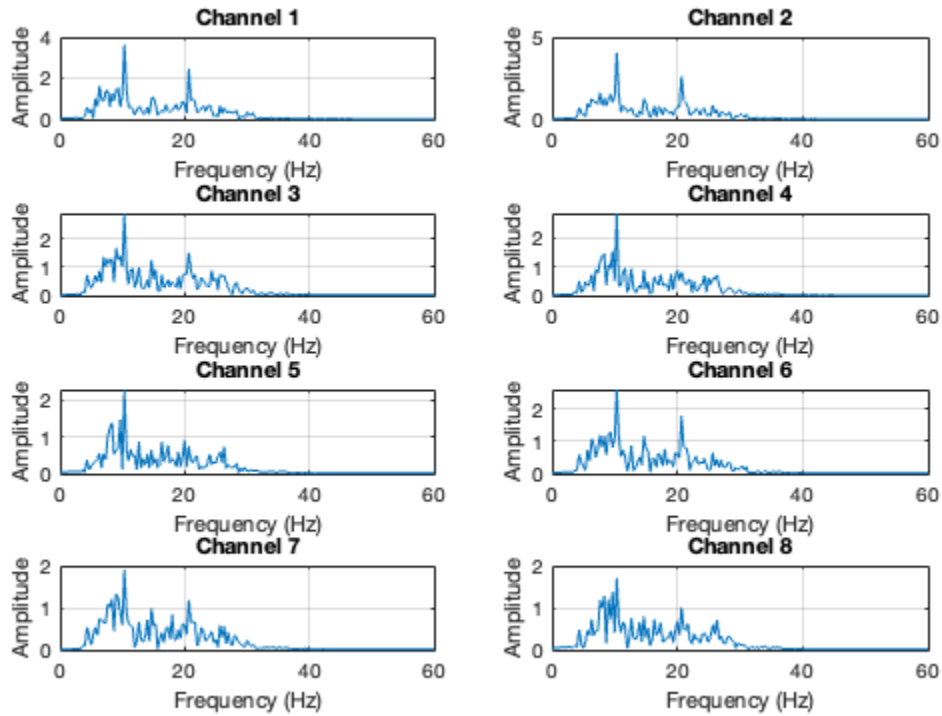 Channel 1
Amplitude
4
2
0
0 20 40 60
Frequency (Hz)
Channel 2
Amplitude
5
0
0 20 40 60
Frequency (Hz)
Channel 3
Amplitude
2
1
0
0 20 40 60
Frequency (Hz)
Channel 4
Amplitude
2
1
0
0 20 40 60
Frequency (Hz)
Channel 5
Amplitude
2
1
0
0 20 40 60
Frequency (Hz)
Channel 6
Amplitude
2
1
0
0 20 40 60
Frequency (Hz)
Channel 7
Amplitude
2
1
0
0 20 40 60
Frequency (Hz)
Channel 8
Amplitude
2
1
0
0 20 40 60
Frequency (Hz)